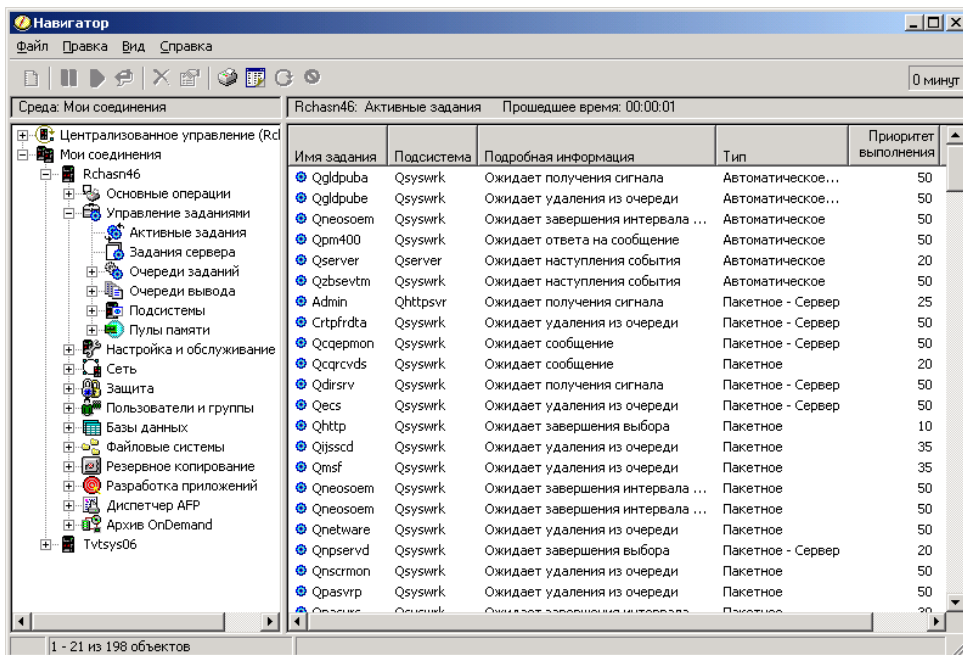 Навигатор
Файл Правка Вид Справка
0 минут
Среда: Мои соединения
Rchasn46: Активные задания Прошедшее время: 00:00:01
Централизованное управление (Rcl
Мои соединения
Rchasn46
Основные операции
Управление заданиями
Активные задания
Задания сервера
Очереди заданий
Очереди вывода
Подсистемы
Пулы памяти
Настройка и обслуживание
Сеть
Защита
Пользователи и группы
Базы данных
Файловые системы
Резервное копирование
Разработка приложений
Диспетчер AFP
Архив OnDemand
Tvtsys06
Имя задания Подсистема Подробная информация Тип Приоритет выполнения
Qgldpuba Qsyswrk Ожидает получения сигнала Автоматическое... 50
Qgldpube Qsyswrk Ожидает удаления из очереди Автоматическое... 50
Qneosoem Qsyswrk Ожидает завершения интервала ... Автоматическое 50
Qpm400 Qsyswrk Ожидает ответа на сообщение Автоматическое 50
Qserver Qserver Ожидает наступления события Автоматическое 20
Qzbsevtm Qsyswrk Ожидает наступления события Автоматическое 50
Admin Qhttpsvr Ожидает получения сигнала Пакетное - Сервер 25
Crtpfrdta Qsyswrk Ожидает удаления из очереди Пакетное - Сервер 50
Qcqepmon Qsyswrk Ожидает сообщение Пакетное - Сервер 50
Qcqrcvds Qsyswrk Ожидает сообщение Пакетное 20
Qdirsrv Qsyswrk Ожидает получения сигнала Пакетное - Сервер 50
Qecs Qsyswrk Ожидает удаления из очереди Пакетное - Сервер 50
Qhttp Qsyswrk Ожидает завершения выбора Пакетное 10
Qijsscd Qsyswrk Ожидает удаления из очереди Пакетное 35
Qmsf Qsyswrk Ожидает удаления из очереди Пакетное 35
Qneosoem Qsyswrk Ожидает завершения интервала ... Пакетное 50
Qneosoem Qsyswrk Ожидает завершения интервала ... Пакетное 50
Qnetware Qsyswrk Ожидает удаления из очереди Пакетное 50
Qnpservd Qsyswrk Ожидает завершения выбора Пакетное - Сервер 20
Qnscrmon Qsyswrk Ожидает удаления из очереди Пакетное 50
Qpasvrp Qsyswrk Ожидает удаления из очереди Пакетное 50
1 - 21 из 198 объектов